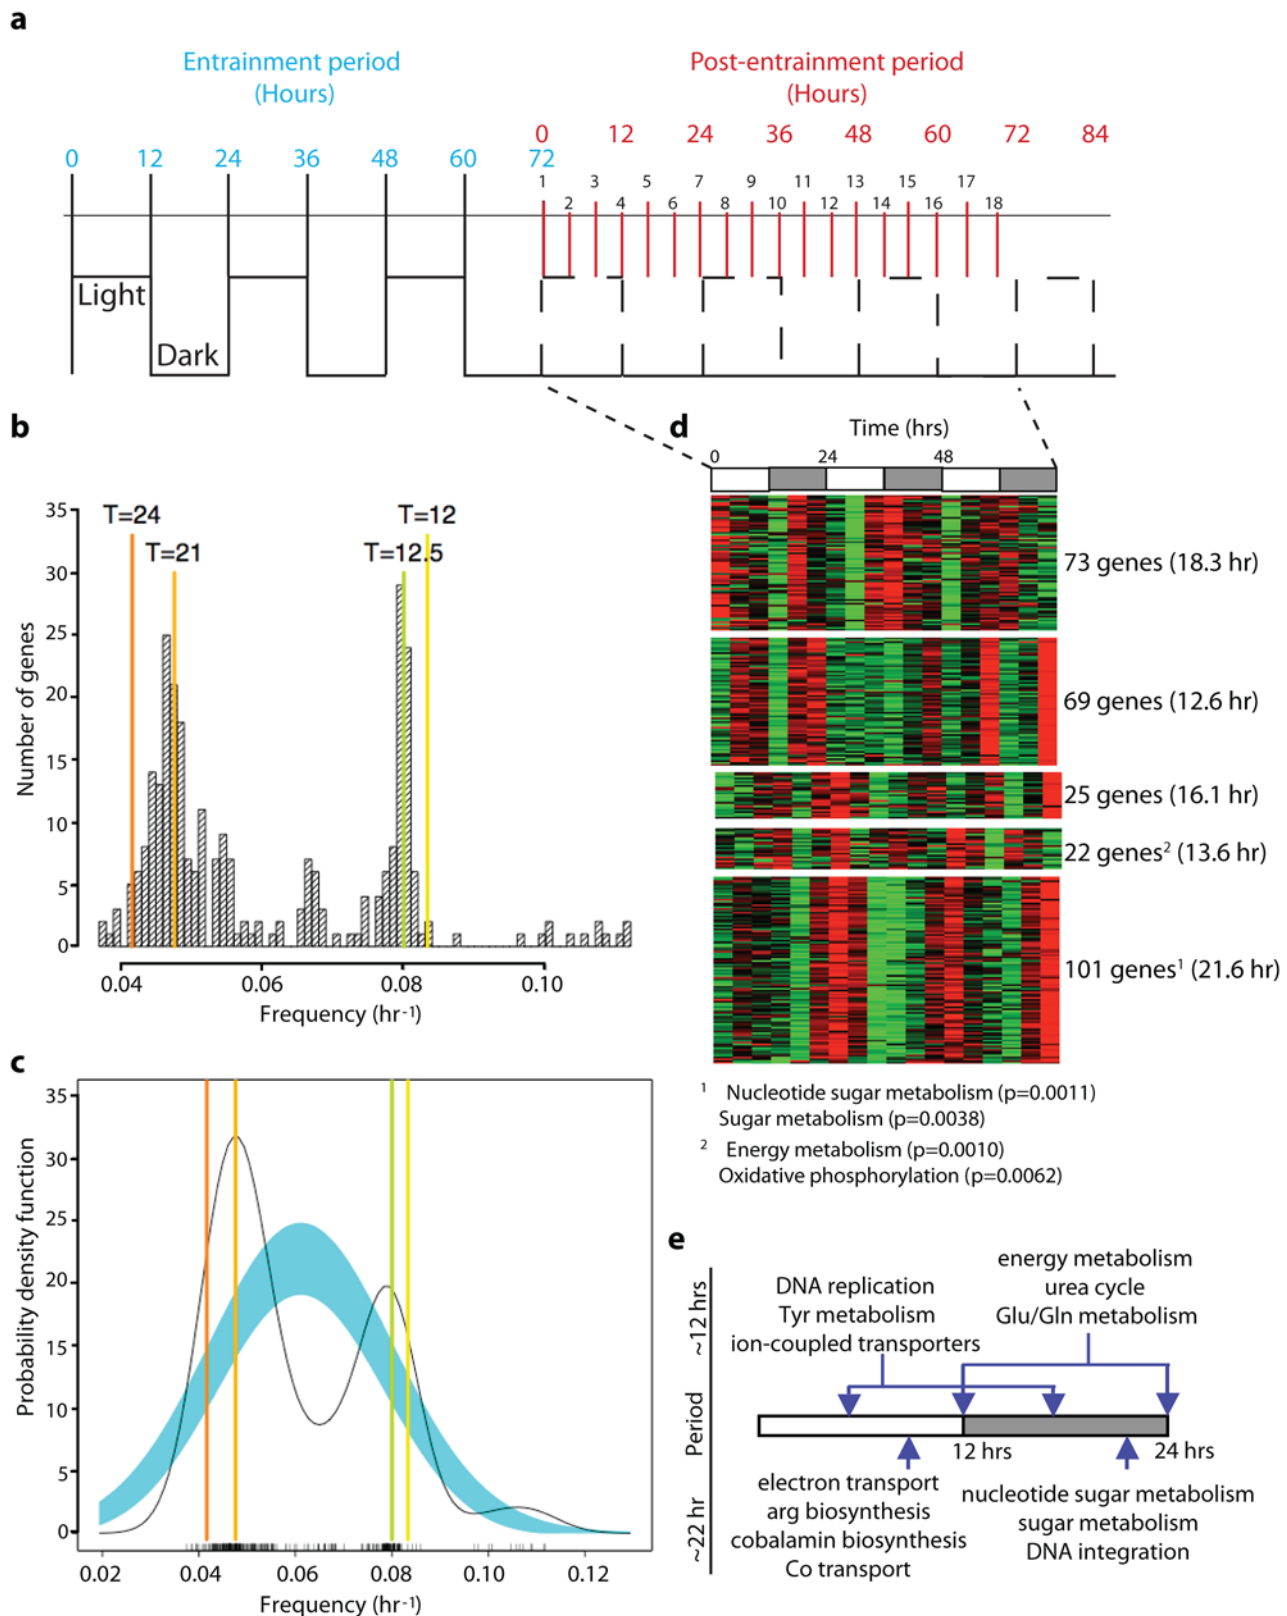 a
Entrainment period
(Hours)
Post-entrainment period
(Hours)
0 12 24 36 48 60 72 84
0 12 24 36 48 60 72
1 3 5 7 9 11 13 15 17
2 4 6 8 10 12 14 16 18
Light
Dark
b
35
30
25
20
15
10
5
0
Number of genes
T=24
T=21
T=12
T=12.5
0.04 0.06 0.08 0.10
Frequency (hr-1)
c
35
30
25
20
15
10
5
0
Probability density function
0.02 0.04 0.06 0.08 0.10 0.12
Frequency (hr-1)
d
Time (hrs)
0 24 48
73 genes (18.3 hr)
69 genes (12.6 hr)
25 genes (16.1 hr)
22 genes2 (13.6 hr)
101 genes1 (21.6 hr)
1 Nucleotide sugar metabolism (p=0.0011)
Sugar metabolism (p=0.0038)
2 Energy metabolism (p=0.0010)
Oxidative phosphorylation (p=0.0062)
e
~12 hrs
Period
~22 hr
DNA replication
Tyr metabolism
ion-coupled transporters
energy metabolism
urea cycle
Glu/Gln metabolism
12 hrs
24 hrs
electron transport
arg biosynthesis
cobalamin biosynthesis
Co transport
nucleotide sugar metabolism
sugar metabolism
DNA integration